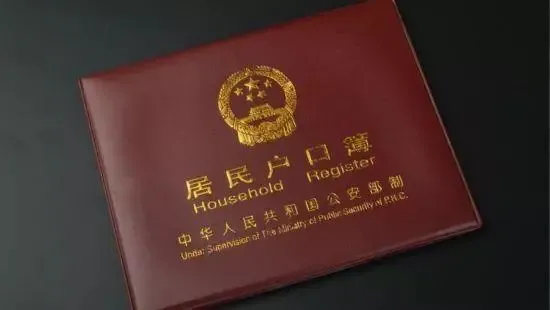 居民户口簿
Household Register
中华人民共和国公安部制
Under Supervision of The Ministry of Public Security of P.R.C.